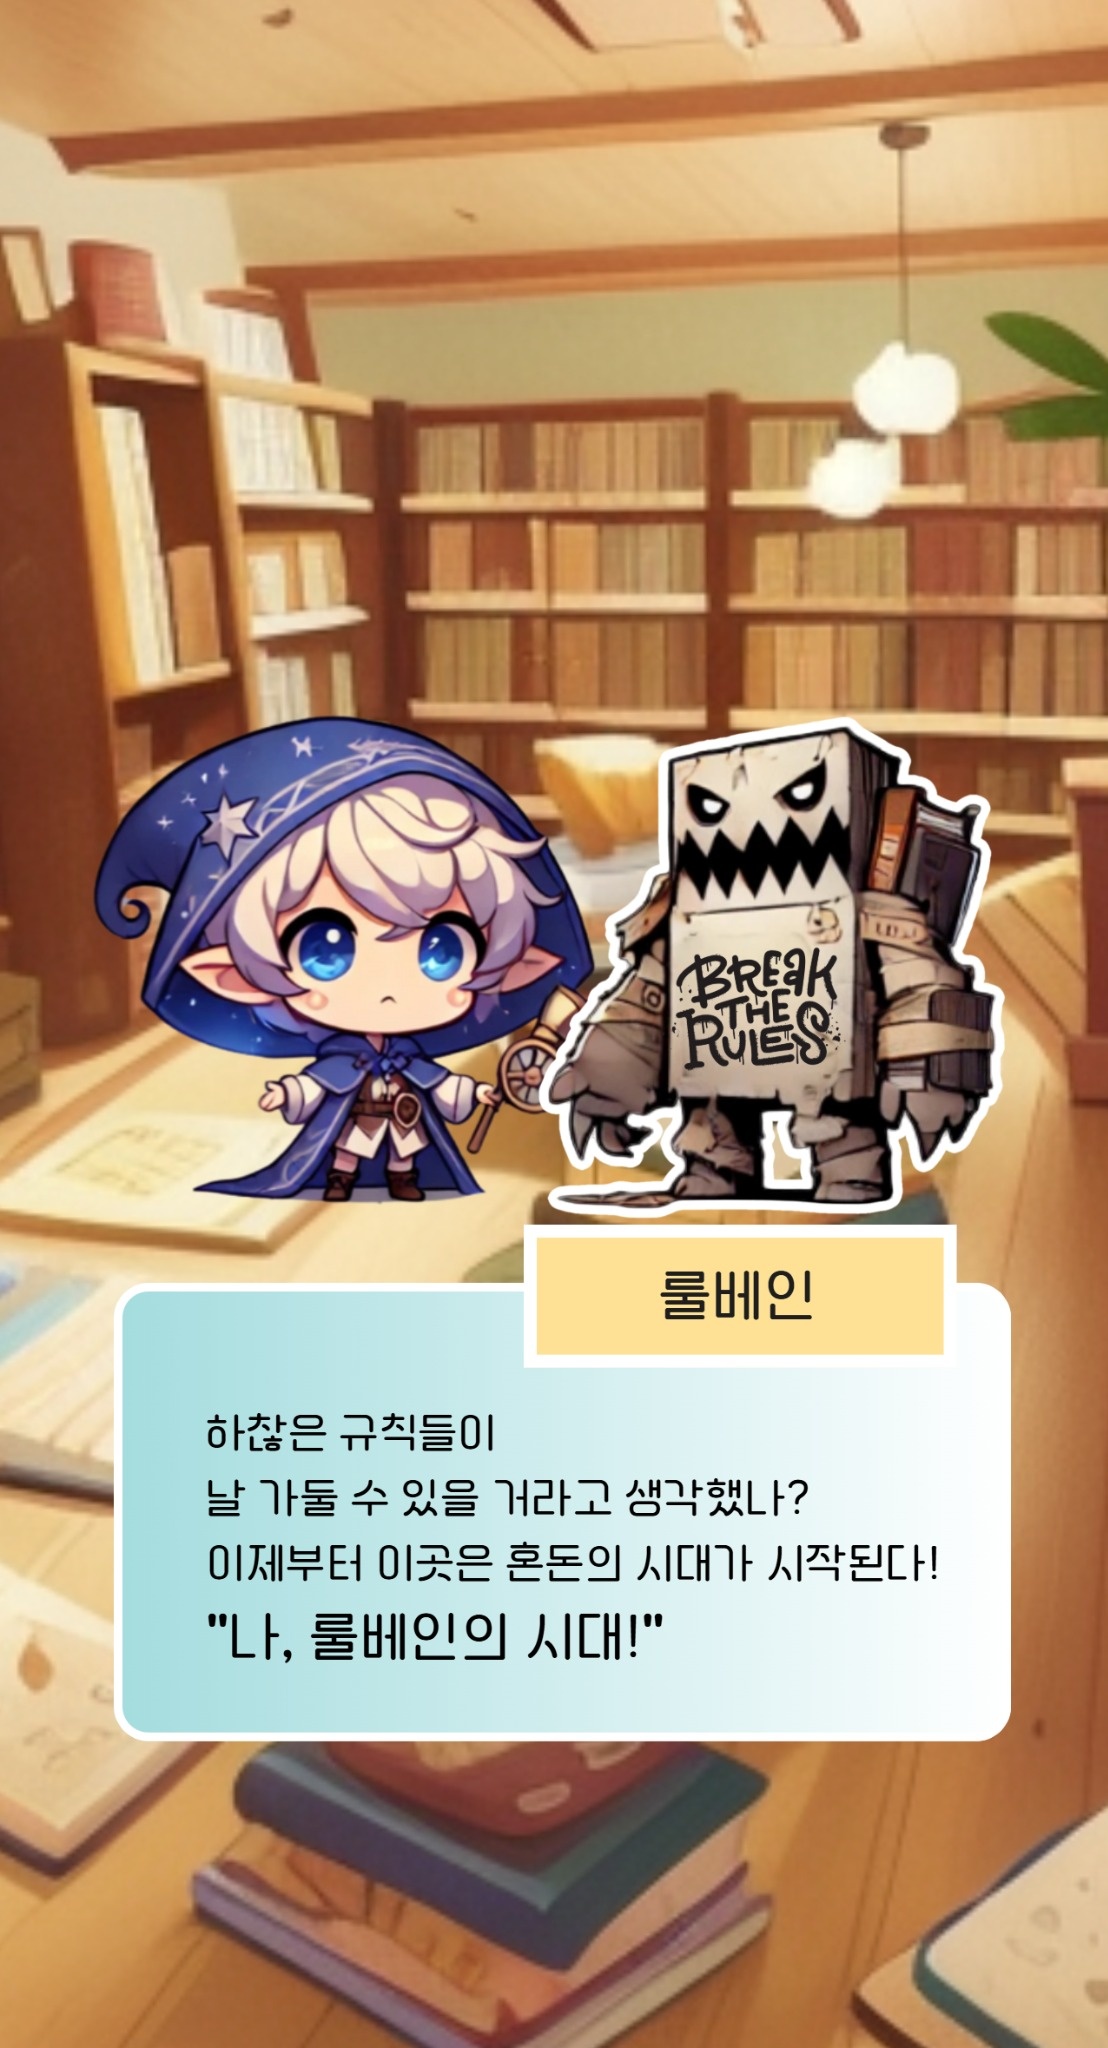 BREAK
THE
RULES
룰베인
하찮은 규칙들이
날 가둘 수 있을 거라고 생각했나?
이제부터 이곳은 혼돈의 시대가 시작된다!
"나, 룰베인의 시대!"